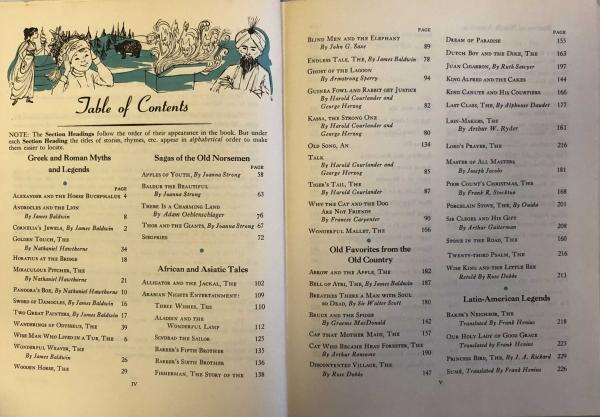 Table of Contents
NOTE: The Section Headings follow the order of their appearance in the book. But under
each Section Heading the titles of stories, rhymes, etc. appear in alphabetical order to make
them easier to locate.
Greek and Roman Myths
and Legends
PAGE
Alexander and the Horse Bucephalus 4
Androcles and the Lion
By James Baldwin 8
Cornelia's Jewels, By James Baldwin 2
Golden Touch, The
By Nathaniel Hawthorne 34
Horatius at the Bridge 18
Miraculous Pitcher, The
By Nathaniel Hawthorne 21
Pandora's Box, By Nathaniel Hawthorne 10
Sword of Damocles, By James Baldwin 16
Two Great Painters, By James Baldwin 17
Wanderings of Odysseus, The 39
Wise Man Who Lived in a Tub, The 6
Wonderful Weaver, The
By James Baldwin 26
Wooden Horse, The 29
Sagas of the Old Norsemen
Apples of Youth, By Joanna Strong 58
Baldur the Beautiful
By Joanna Strong 63
There Is a Charming Land
By Adam Oehlenschlager 76
Thor and the Giants, By Joanna Strong 67
Siegfried 72
African and Asiatic Tales
Alligator and the Jackal, The 102
Arabian Nights Entertainment: 109
Three Wishes, The 110
Aladdin and the
Wonderful Lamp 112
Sindbad the Sailor 125
Barber's Fifth Brother 135
Barber's Sixth Brother 136
Fisherman, The Story of the 138
IV
PAGE
Blind Men and the Elephant
By John G. Saxe 89
Endless Tale, The, By James Baldwin 78
Ghost of the Lagoon
By Armstrong Sperry 94
Guinea Fowl and Rabbit Get Justice
By Harold Courlander and
George Herzog 82
Kassa, the Strong One
By Harold Courlander and
George Herzog 80
Old Song, An 134
Talk
By Harold Courlander and
George Herzog 85
Tiger's Tail, The
By Harold Courlander 87
Why the Cat and the Dog
Are Not Friends
By Frances Carpenter 90
Wonderful Mallet, The 106
Old Favorites from the
Old Country
Arrow and the Apple, The 182
Bell of Atri, The, By James Baldwin 187
Breathes There a Man with Soul
so Dead, By Sir Walter Scott 180
Bruce and the Spider
By Graeme MacDonald 142
Cap that Mother Made, The 157
Cat Who Became Head Forester, The
By Arthur Ransome 190
Discontented Village, The
By Rose Dobbs 147
PAGE
Dream of Paradise 155
Dutch Boy and the Dike, The 163
Juan Cigarron, By Ruth Sawyer 197
King Alfred and the Cakes 144
King Canute and His Courtiers 166
Last Class, The, By Alphonse Daudet 177
Lion-Makers, The
By Arthur W. Ryder 161
Lord's Prayer, The 216
Master of All Masters
By Joseph Jacobs 181
Poor Count's Christmas, The
By Frank R. Stockton 168
Porcelain Stove, The, By Ouida 201
Sir Cleges and His Gift
By Arthur Guiterman 208
Stone in the Road, The 160
Twenty-third Psalm, The 216
Wise King and the Little Bee
Retold By Rose Dobbs 213
Latin-American Legends
Baker's Neighbor, The
Translated By Frank Henius 218
Our Holy Lady of Good Grace
Translated by Frank Henius 223
Princess Bird, The, By J. A. Richard 229
Sumé, Translated By Frank Henius 226
V